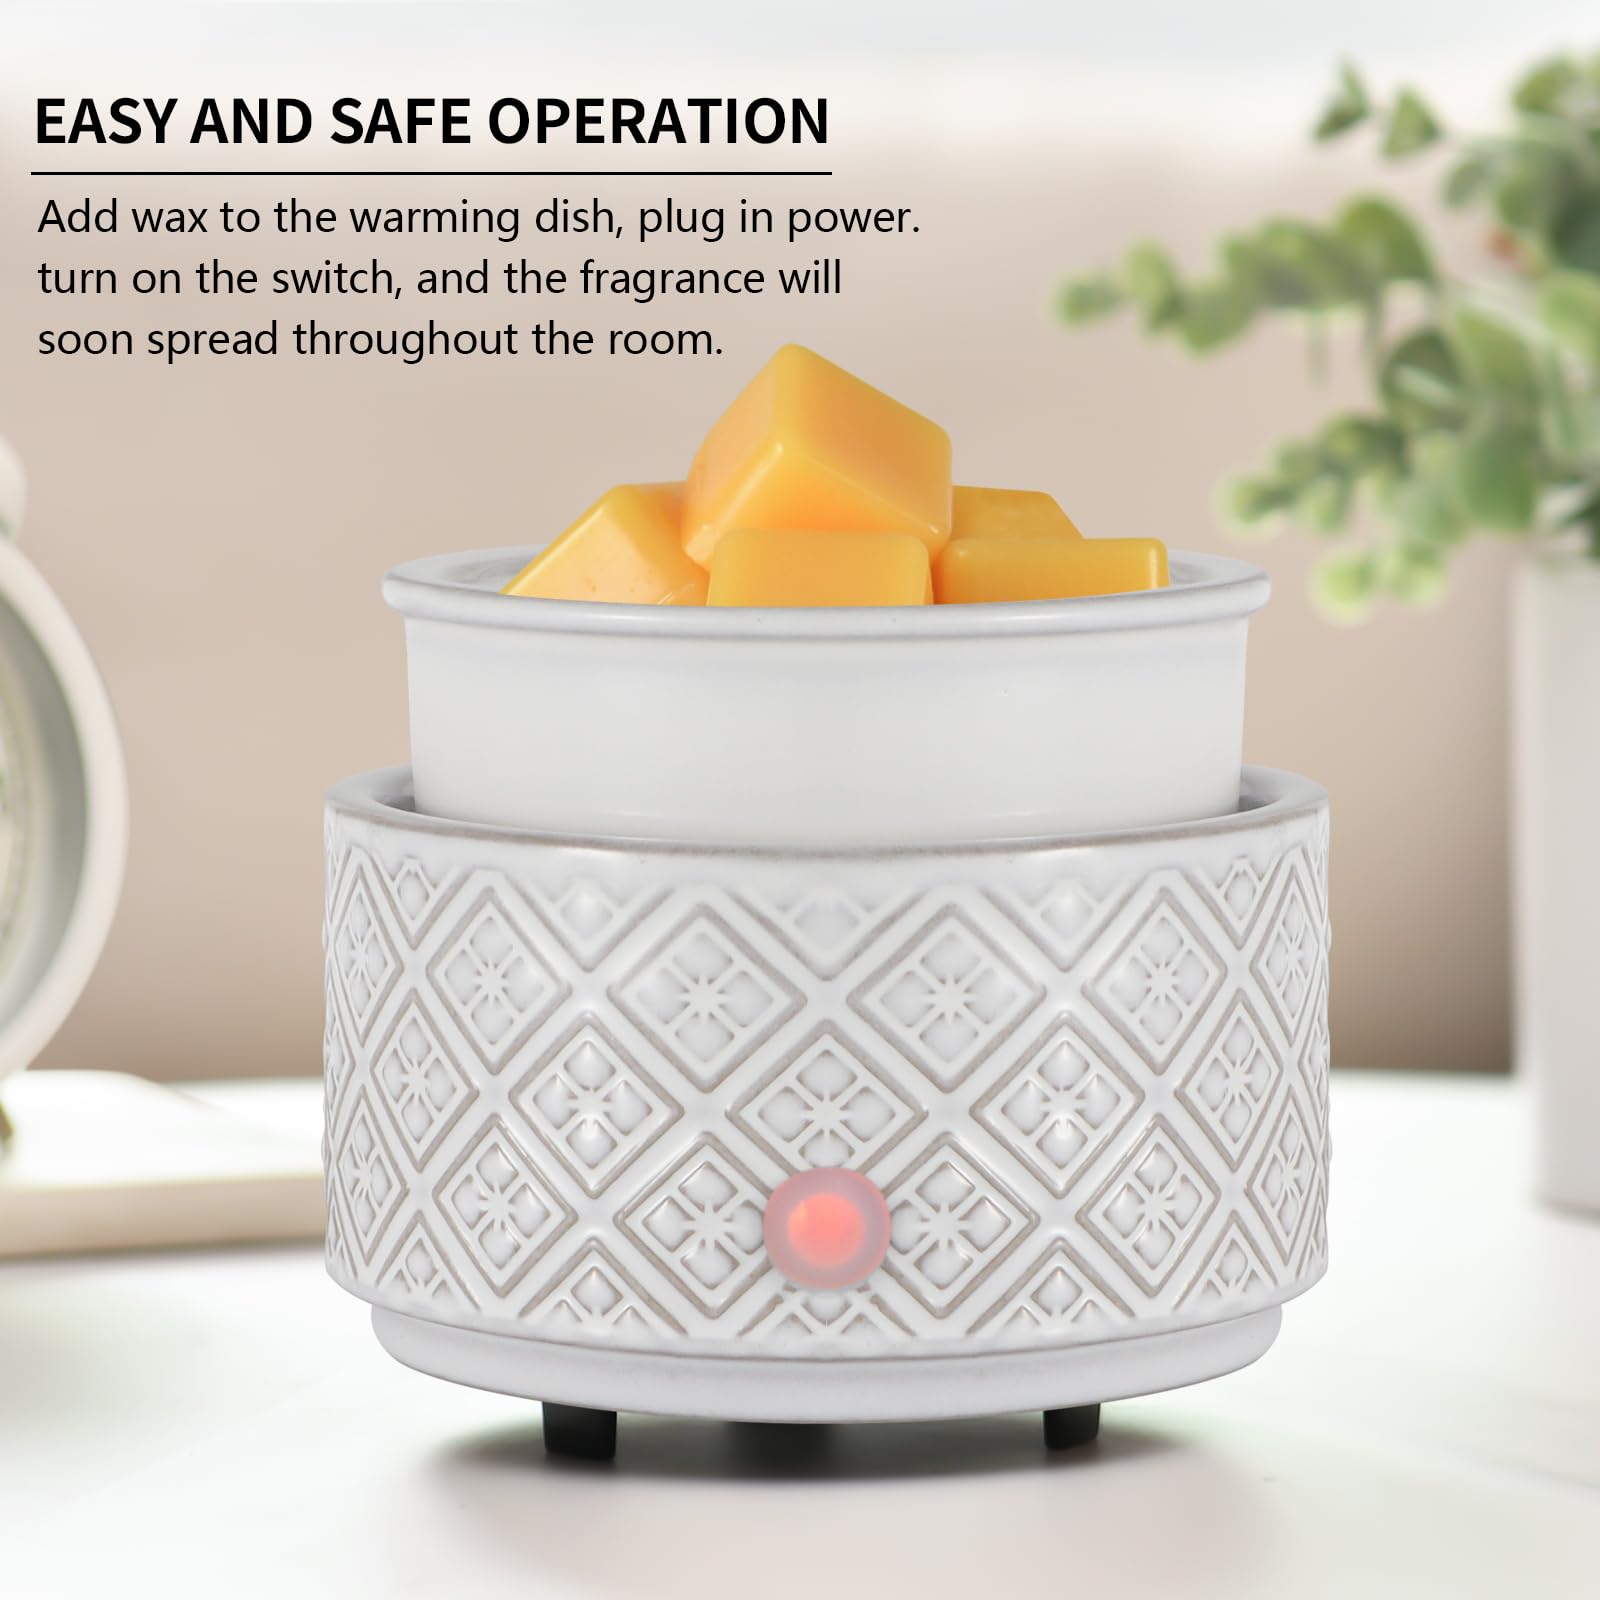 EASY AND SAFE OPERATION
Add wax to the warming dish, plug in power.
turn on the switch, and the fragrance will
soon spread throughout the room.